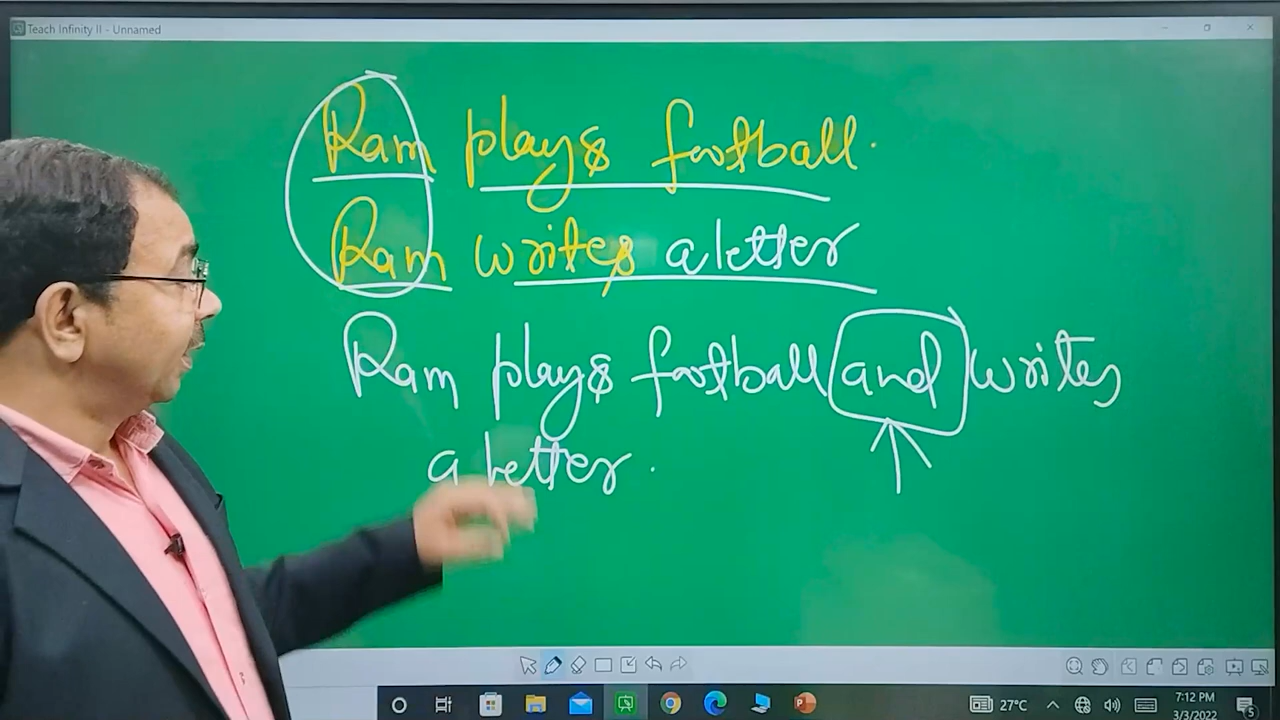 Teach Infinity II - Unnamed
Ram plays football.
Ram writes a letter
Ram plays football and writes
a letter.
27°C
7:12 PM
3/3/2022
5